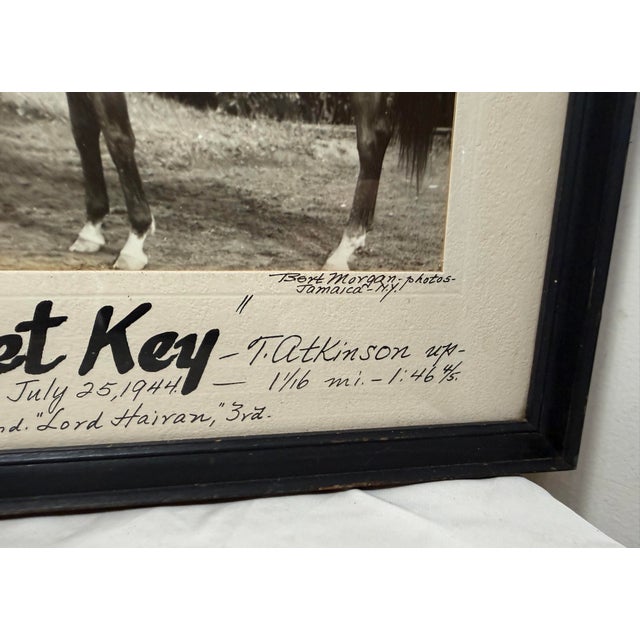 Bert Morgan-photos-
Jamaica-N.Y.
et Key" - T. Atkinson up-
July 25, 1944. — 1 1/16 mi. - 1:46 4/5.
nd. "Lord Hairan," 3rd.